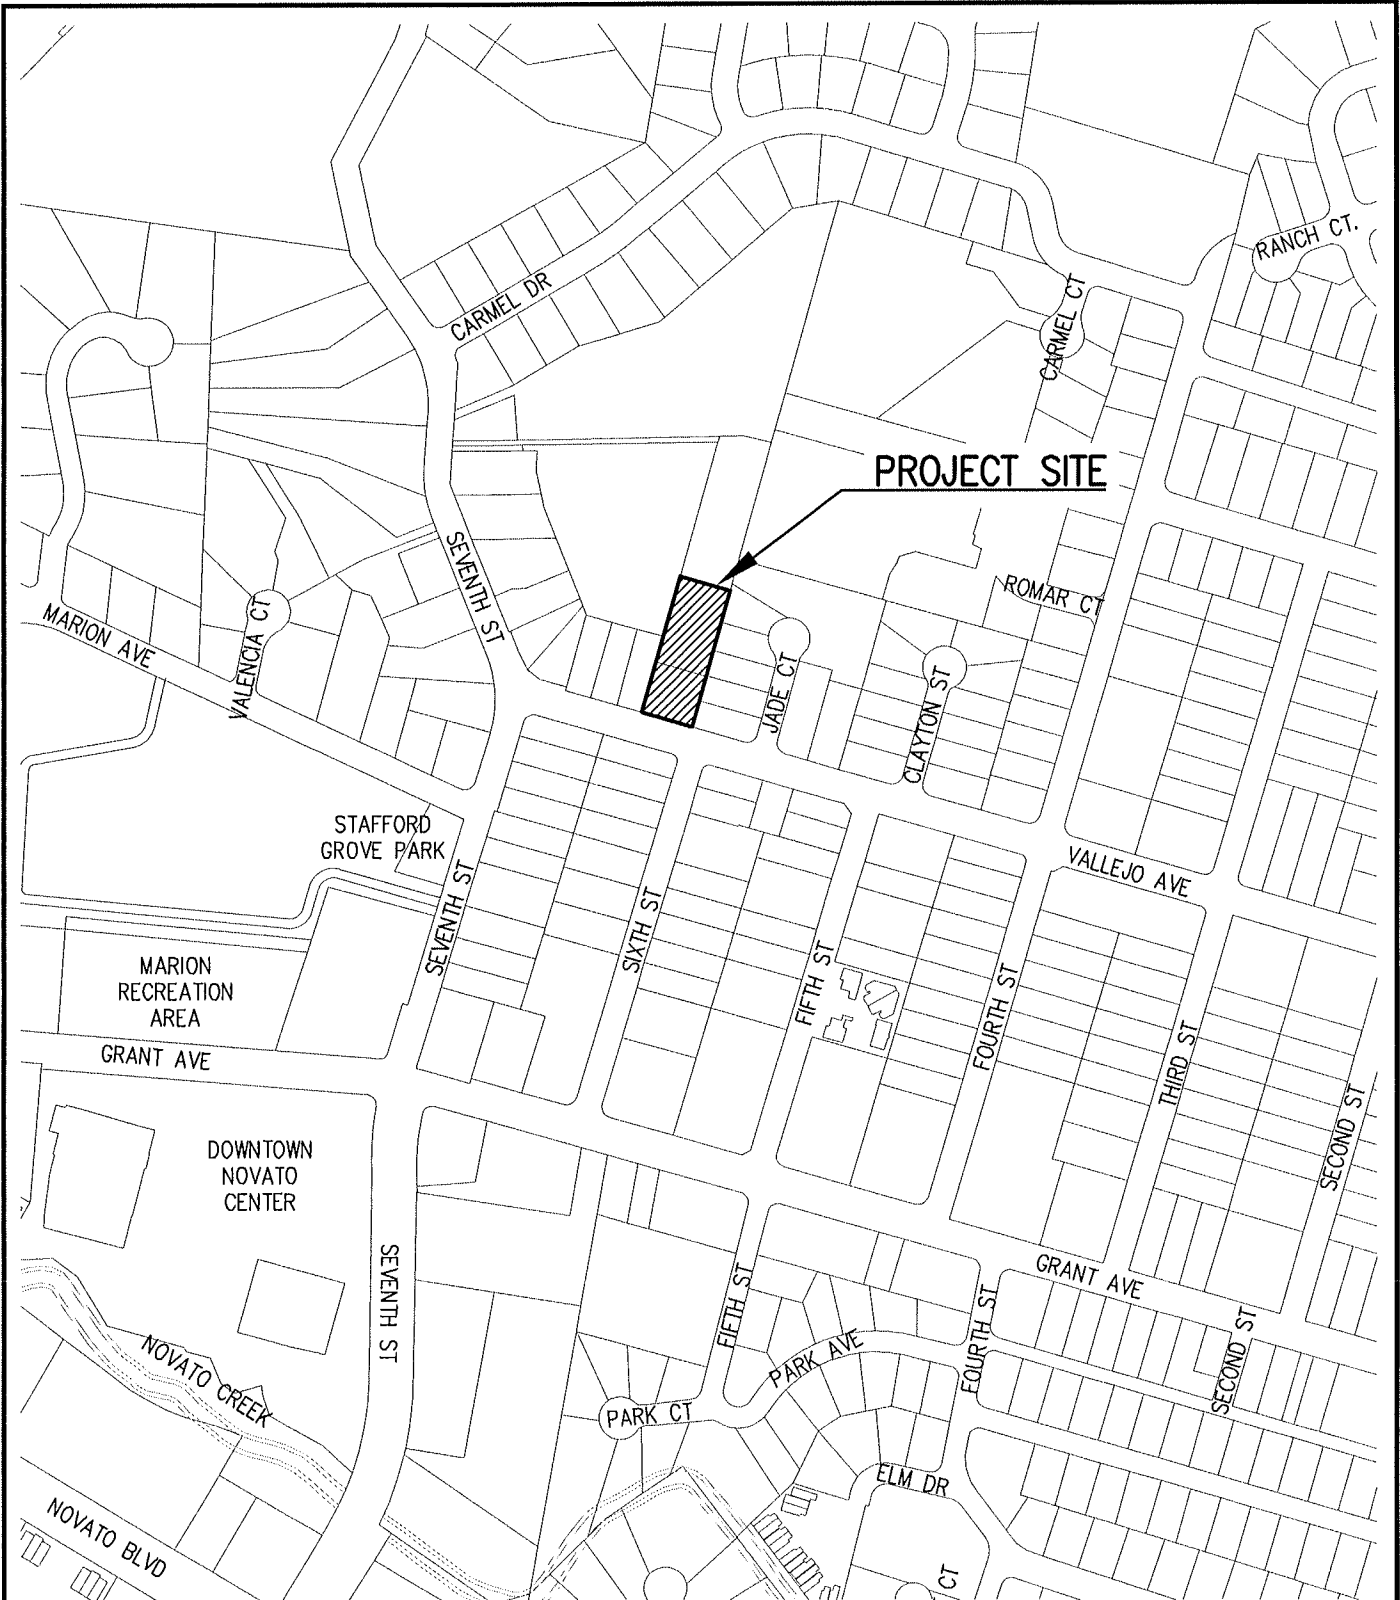 RANCH CT.
CARMEL DR
CARMEL CT
PROJECT SITE
SEVENTH ST
ROMAR CT
MARION AVE
VALENCIA CT
JADE CT
CLAYTON ST
STAFFORD
GROVE PARK
VALLEJO AVE
SEVENTH ST
SIXTH ST
FIFTH ST
FOURTH ST
THIRD ST
SECOND ST
MARION
RECREATION
AREA
GRANT AVE
DOWNTOWN
NOVATO
CENTER
SEVENTH ST
GRANT AVE
FIFTH ST
FOURTH ST
SECOND ST
PARK AVE
NOVATO CREEK
PARK CT
ELM DR
NOVATO BLVD
CT